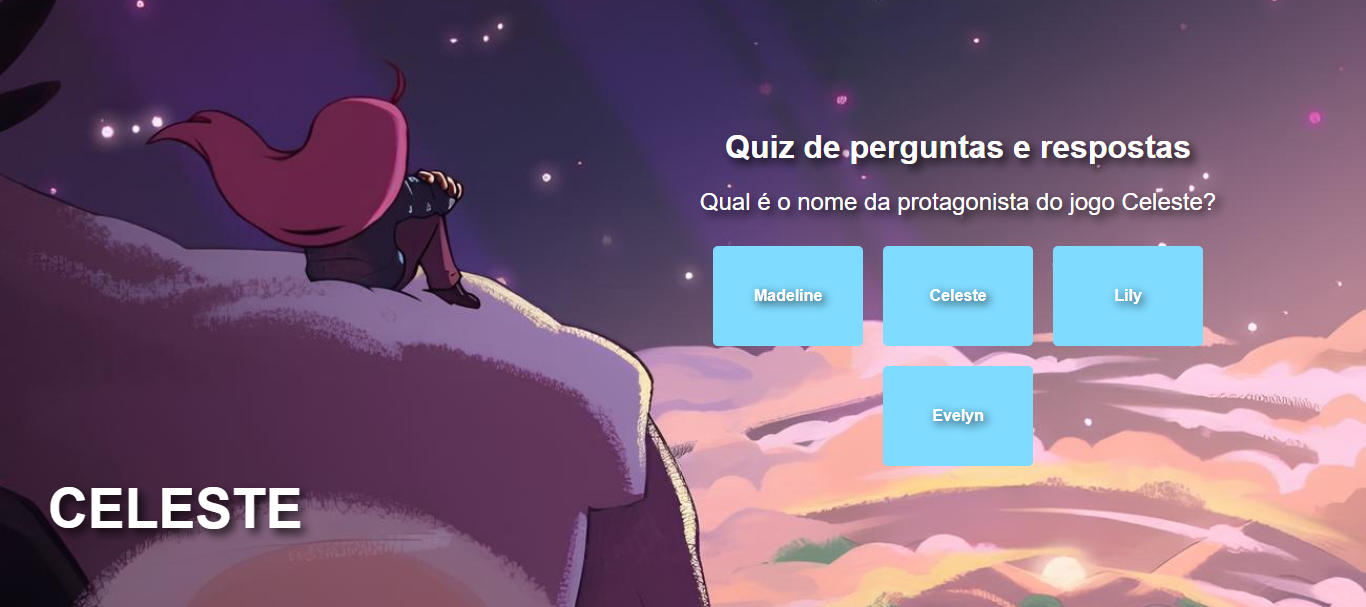 Quiz de perguntas e respostas
Qual é o nome da protagonista do jogo Celeste?
Madeline
Celeste
Lily
Evelyn
CELESTE